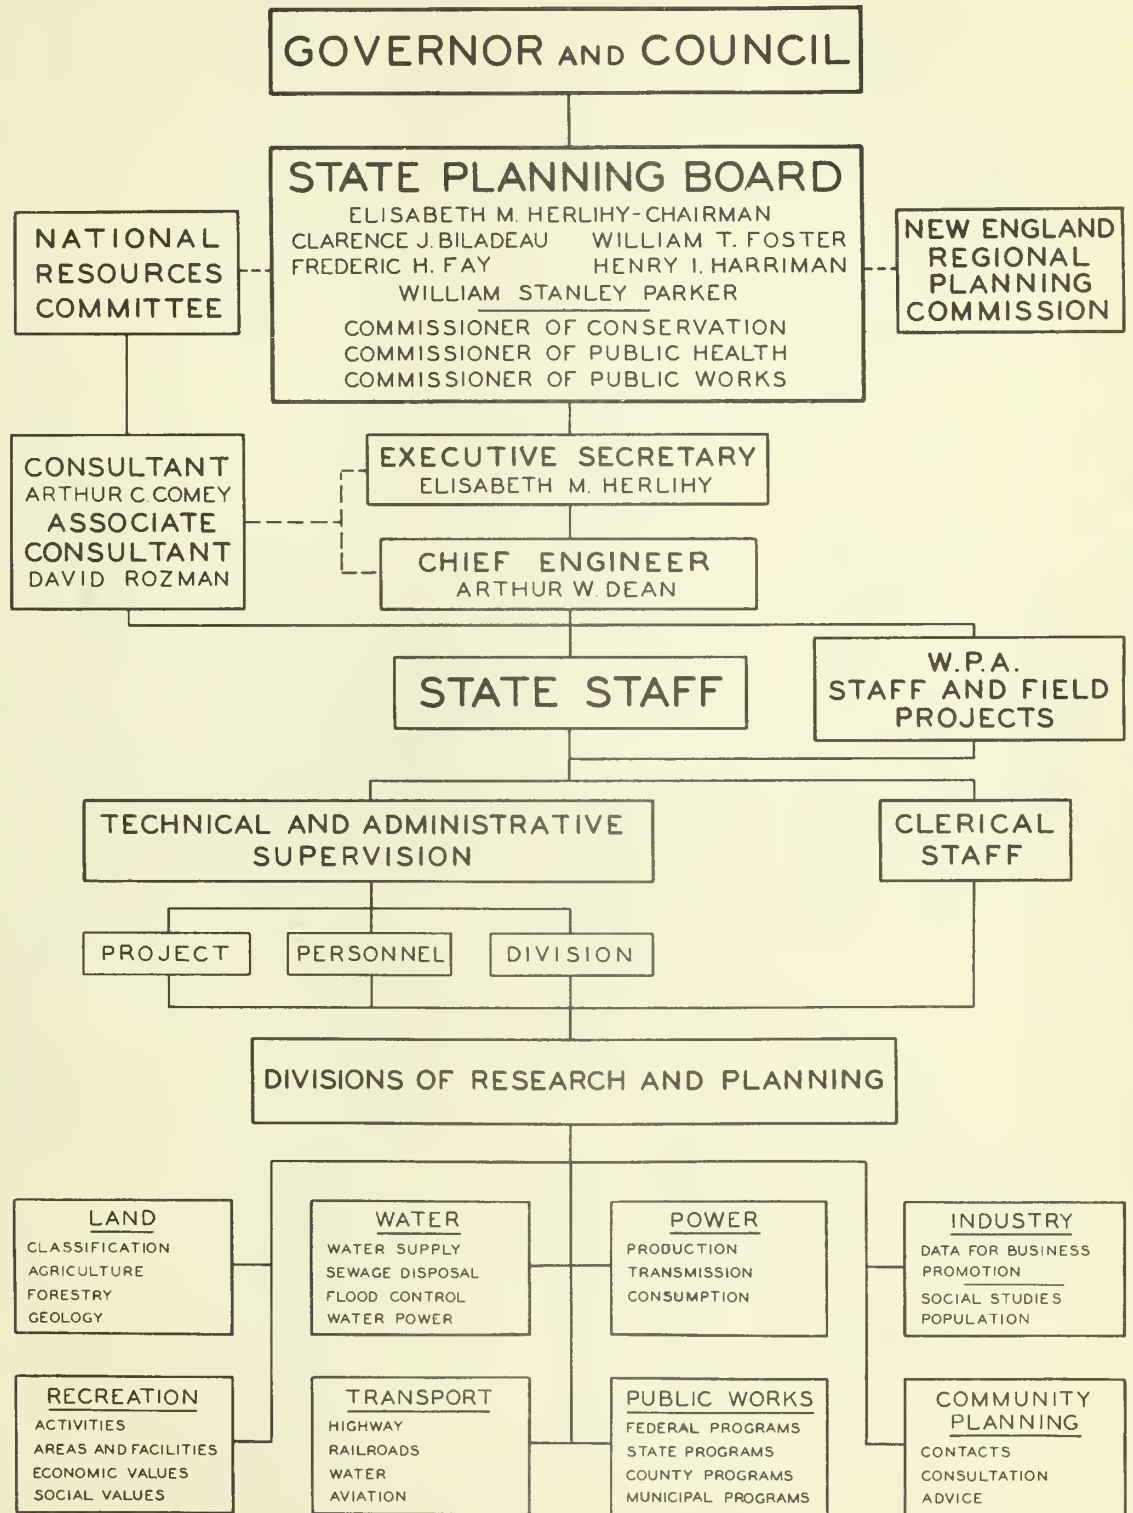 GOVERNOR AND COUNCIL
STATE PLANNING BOARD
ELISABETH M. HERLIHY-CHAIRMAN
CLARENCE J. BILADEAU WILLIAM T. FOSTER
FREDERIC H. FAY HENRY I. HARRIMAN
WILLIAM STANLEY PARKER
COMMISSIONER OF CONSERVATION
COMMISSIONER OF PUBLIC HEALTH
COMMISSIONER OF PUBLIC WORKS
NATIONAL
RESOURCES
COMMITTEE
NEW ENGLAND
REGIONAL
PLANNING
COMMISSION
CONSULTANT
ARTHUR C. COMEY
ASSOCIATE
CONSULTANT
DAVID ROZMAN
EXECUTIVE SECRETARY
ELISABETH M. HERLIHY
CHIEF ENGINEER
ARTHUR W. DEAN
STATE STAFF
W.P.A.
STAFF AND FIELD
PROJECTS
TECHNICAL AND ADMINISTRATIVE
SUPERVISION
CLERICAL
STAFF
PROJECT
PERSONNEL
DIVISION
DIVISIONS OF RESEARCH AND PLANNING
LAND
CLASSIFICATION
AGRICULTURE
FORESTRY
GEOLOGY
WATER
WATER SUPPLY
SEWAGE DISPOSAL
FLOOD CONTROL
WATER POWER
POWER
PRODUCTION
TRANSMISSION
CONSUMPTION
INDUSTRY
DATA FOR BUSINESS
PROMOTION
SOCIAL STUDIES
POPULATION
RECREATION
ACTIVITIES
AREAS AND FACILITIES
ECONOMIC VALUES
SOCIAL VALUES
TRANSPORT
HIGHWAY
RAILROADS
WATER
AVIATION
PUBLIC WORKS
FEDERAL PROGRAMS
STATE PROGRAMS
COUNTY PROGRAMS
MUNICIPAL PROGRAMS
COMMUNITY
PLANNING
CONTACTS
CONSULTATION
ADVICE